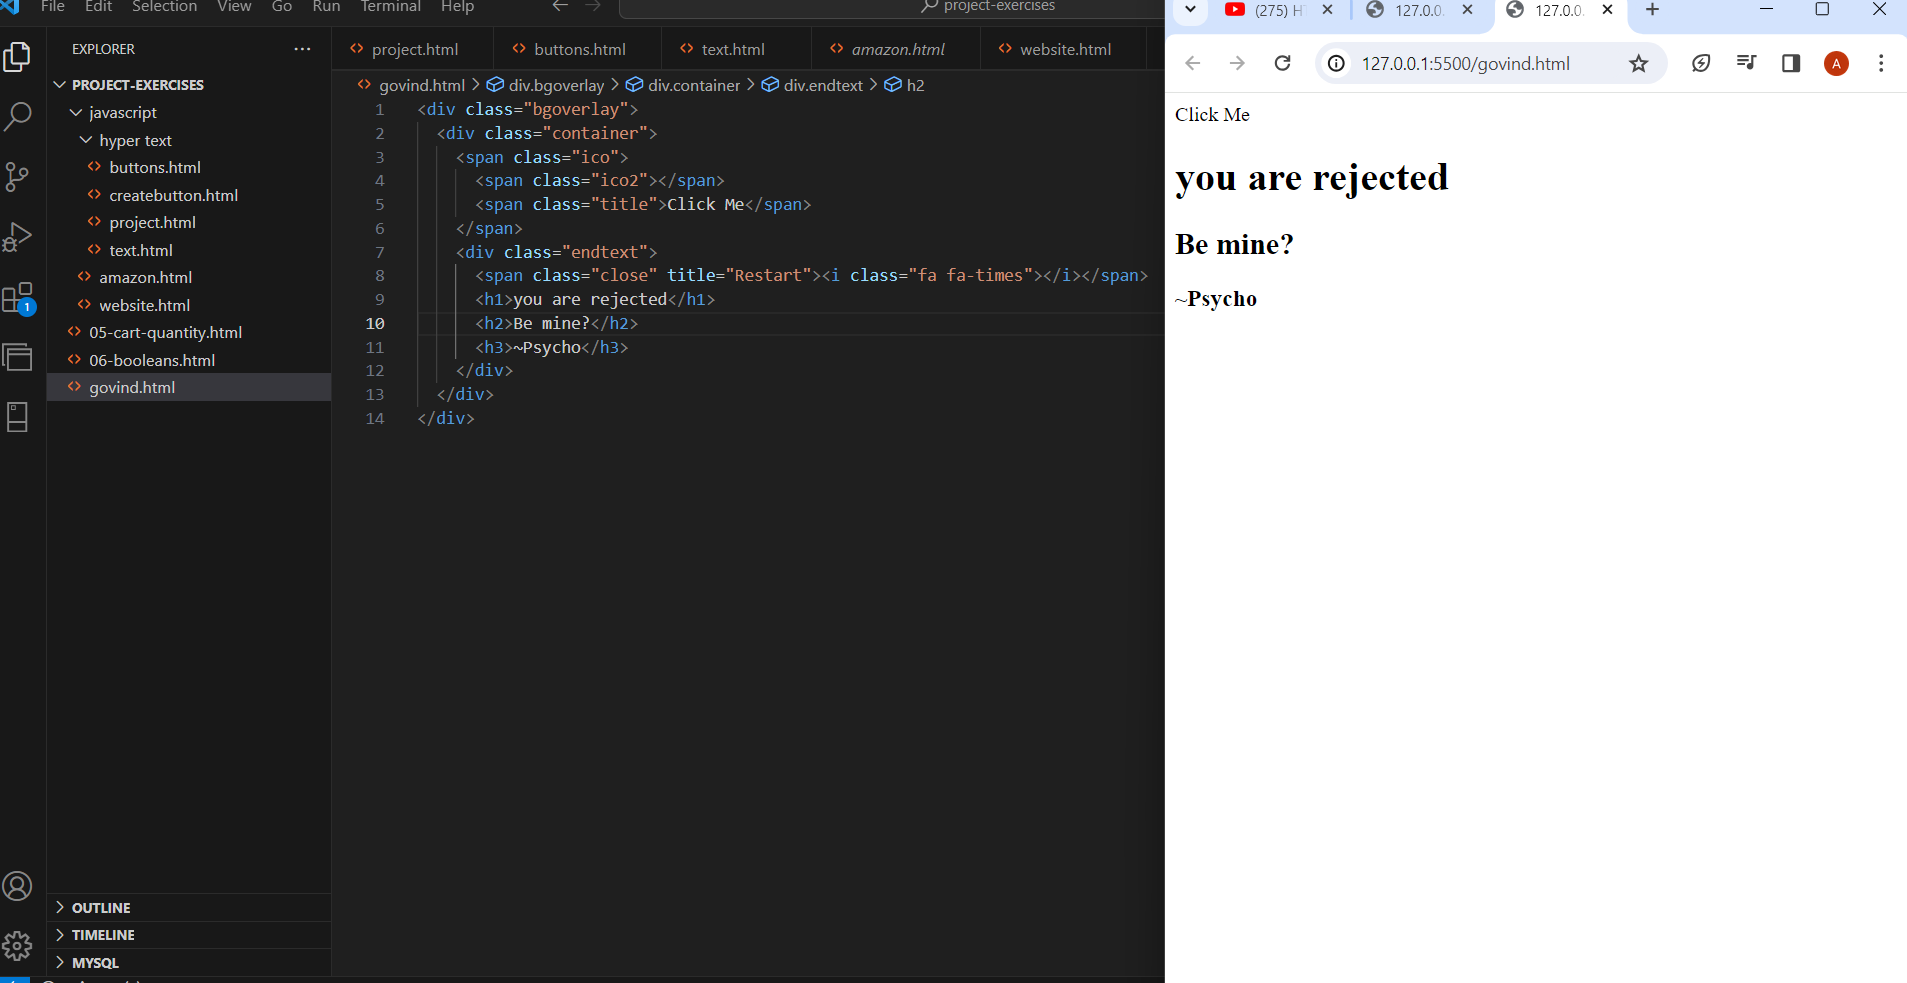 File Edit Selection View Go Run Terminal Help
project-exercises
EXPLORER
PROJECT-EXERCISES
javascript
hyper text
buttons.html
createbutton.html
project.html
text.html
amazon.html
website.html
05-cart-quantity.html
06-booleans.html
govind.html
1
OUTLINE
TIMELINE
MYSQL
project.html buttons.html text.html amazon.html website.html
govind.html > div.bgoverlay > div.container > div.endtext > h2
1 <div class="bgoverlay">
2 <div class="container">
3 <span class="ico">
4 <span class="ico2"></span>
5 <span class="title">Click Me</span>
6 </span>
7 <div class="endtext">
8 <span class="close" title="Restart"><i class="fa fa-times"></i></span>
9 <h1>you are rejected</h1>
10 <h2>Be mine?</h2>
11 <h3>~Psycho</h3>
12 </div>
13 </div>
14 </div>
(275) H 127.0.0. 127.0.0.
127.0.0.1:5500/govind.html A
Click Me
you are rejected
Be mine?
~Psycho